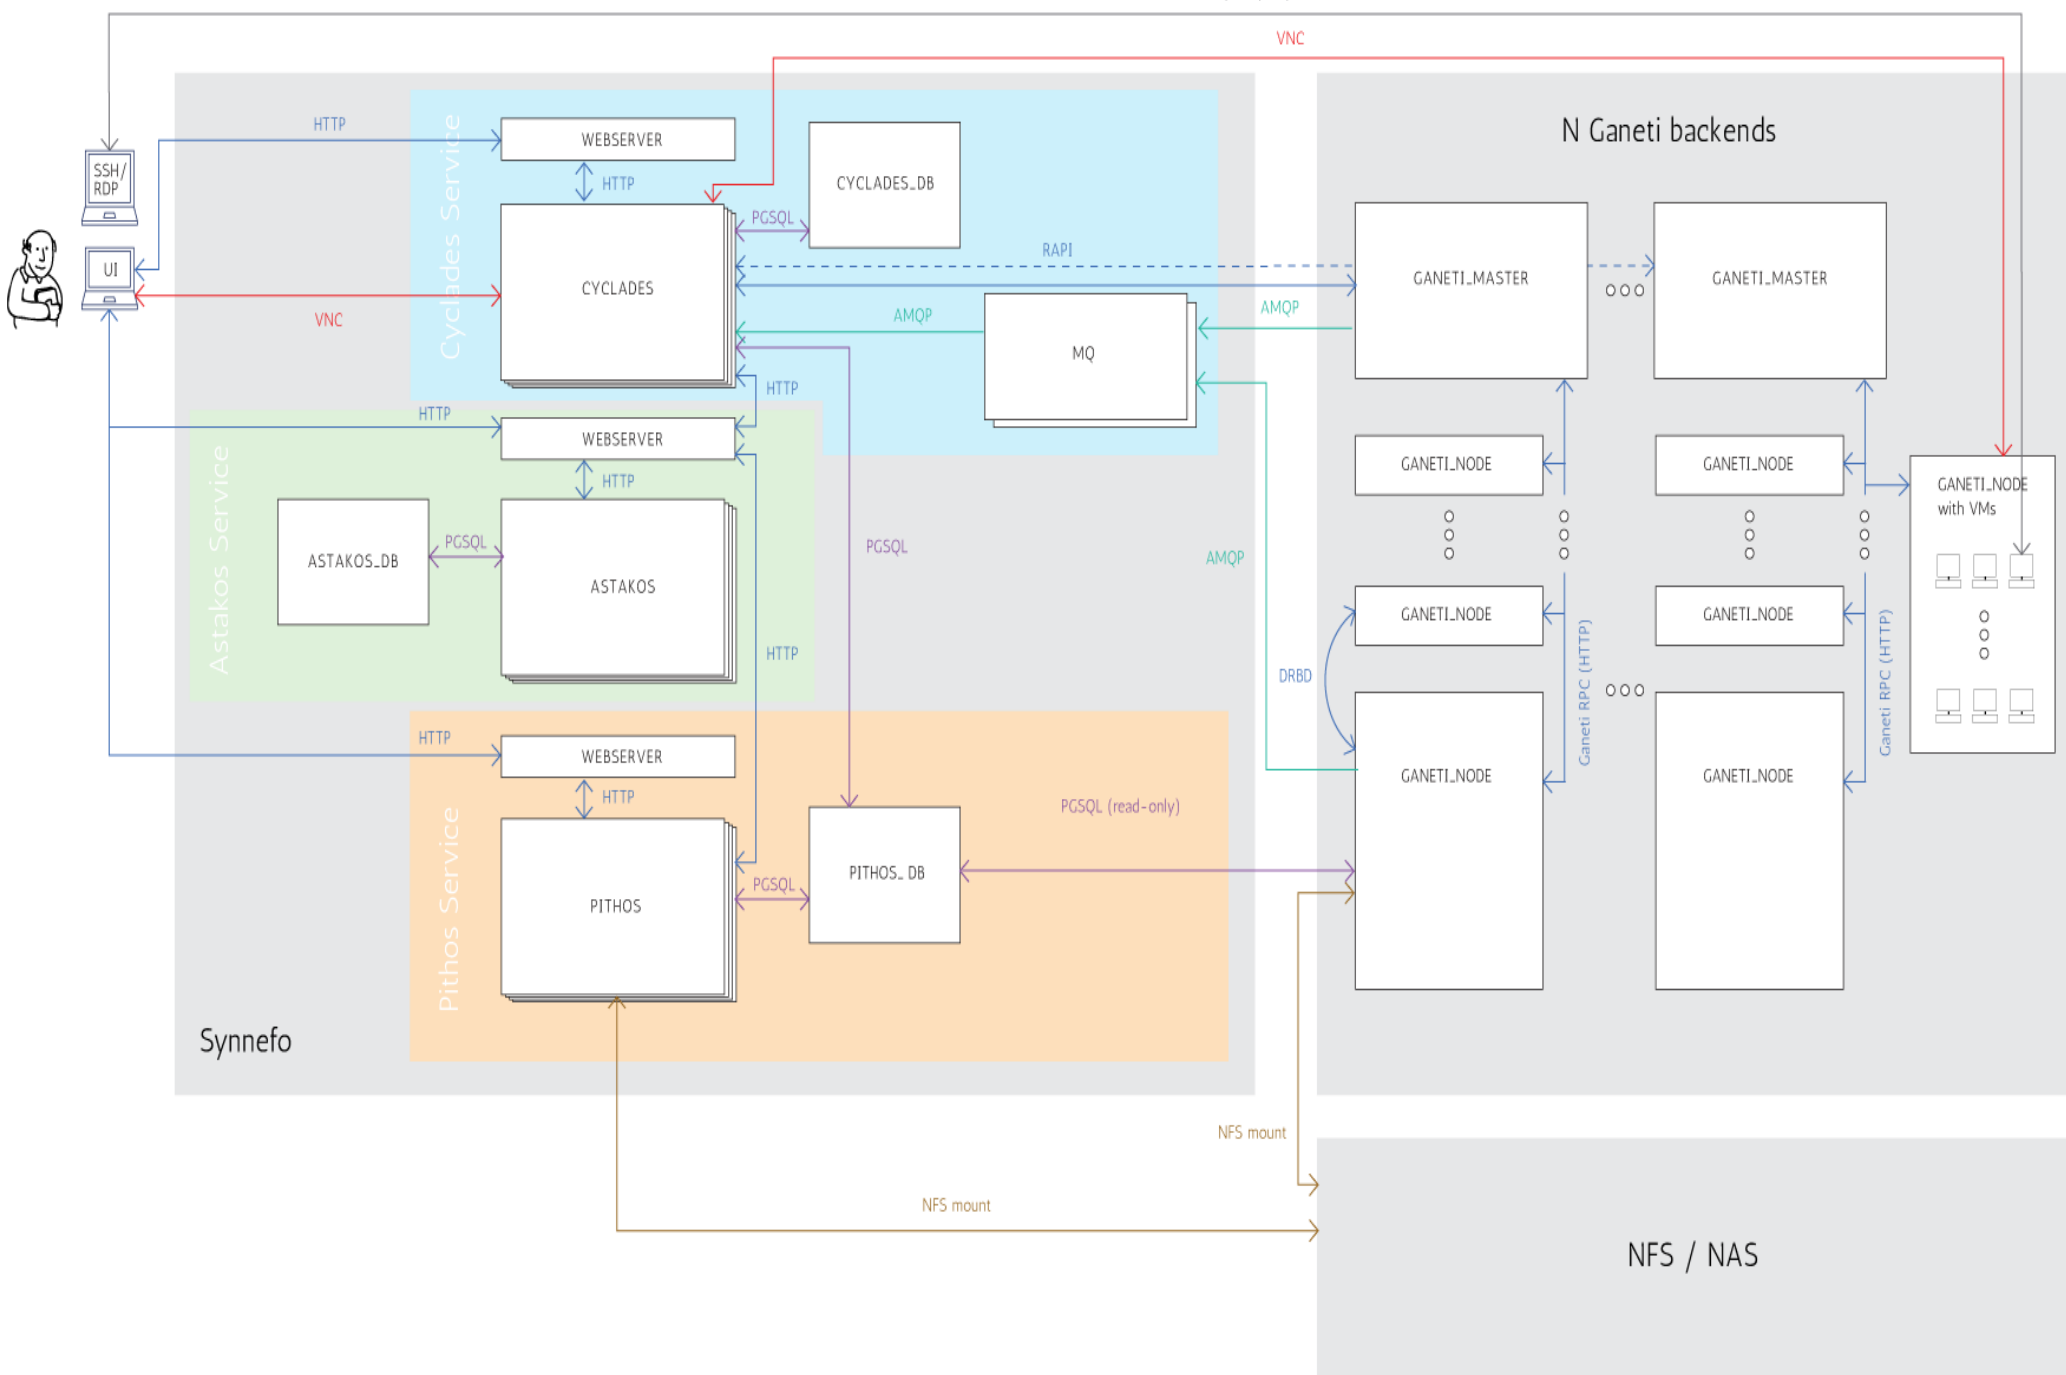 VNC
HTTP
WEBSERVER
N Ganeti backends
SSH/
RDP
HTTP
CYCLADES_DB
Cyclades Service
PGSQL
RAPI
UI
CYCLADES
GANETI_MASTER
GANETI_MASTER
VNC
AMQP
AMQP
MQ
HTTP
HTTP
WEBSERVER
GANETI_NODE
GANETI_NODE
HTTP
GANETI_NODE
with VMs
Astakos Service
ASTAKOS_DB
PGSQL
ASTAKOS
PGSQL
AMQP
HTTP
GANETI_NODE
GANETI_NODE
DRBD
Ganeti RPC (HTTP)
Ganeti RPC (HTTP)
HTTP
WEBSERVER
GANETI_NODE
GANETI_NODE
HTTP
PGSQL (read-only)
Pithos Service
PITHOS
PGSQL
PITHOS_ DB
Synnefo
NFS mount
NFS mount
NFS / NAS